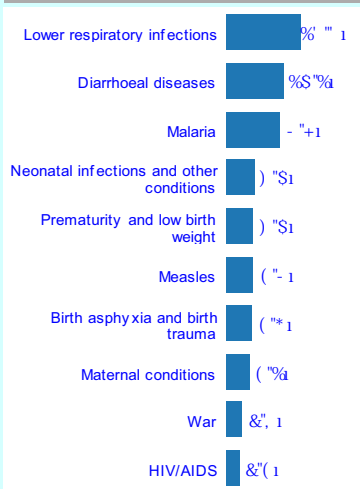 Lower respiratory infections
Diarrhoeal diseases %$"%ı
Malaria - "+ı
Neonatal infections and other
conditions ) "$ı
Prematurity and low birth
weight ) "$ı
Measles ( "- ı
Birth asphyxia and birth
trauma ( "* ı
Maternal conditions ( "%ı
War &", ı
HIV/AIDS &"( ı